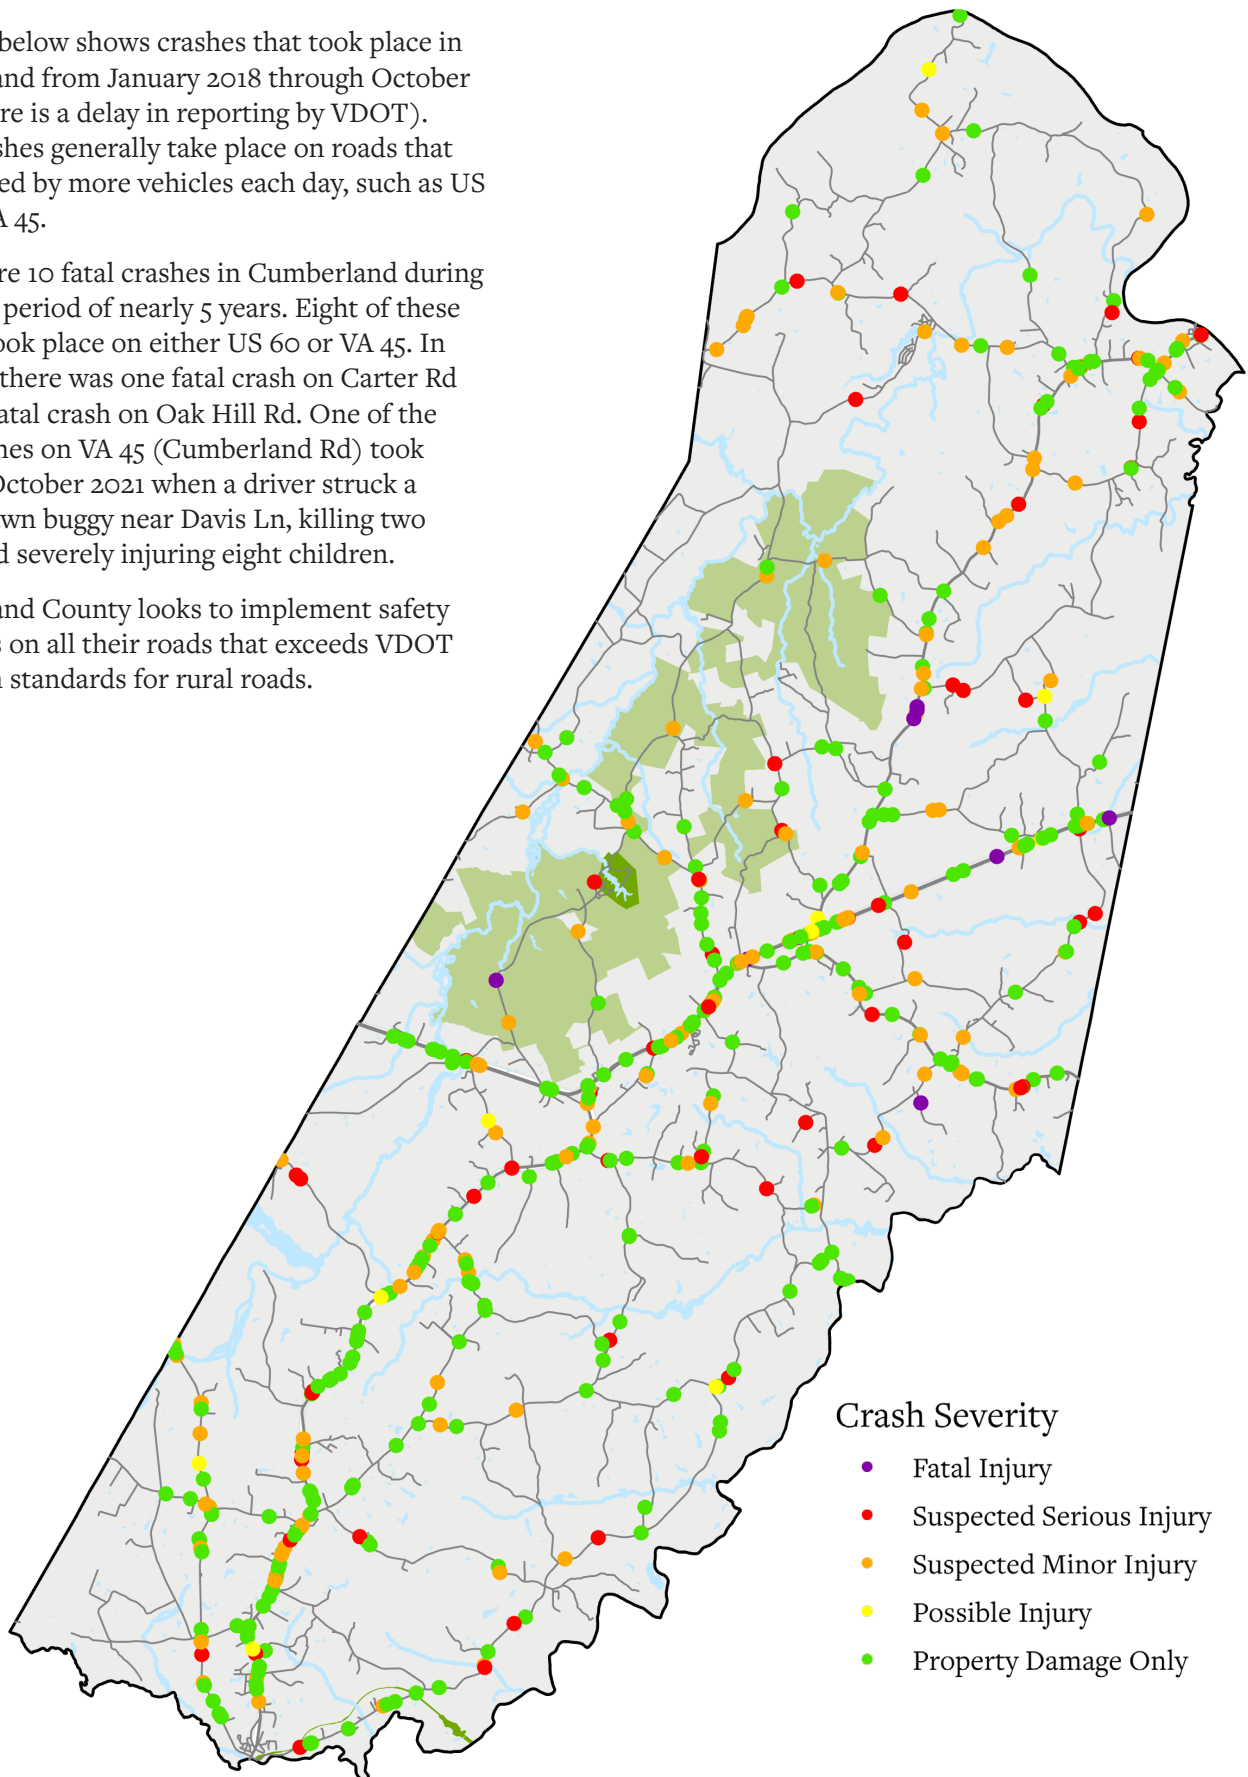 below shows crashes that took place in
and from January 2018 through October
re is a delay in reporting by VDOT).
shes generally take place on roads that
ed by more vehicles each day, such as US
A 45.
re 10 fatal crashes in Cumberland during
period of nearly 5 years. Eight of these
ook place on either US 60 or VA 45. In
there was one fatal crash on Carter Rd
atal crash on Oak Hill Rd. One of the
nes on VA 45 (Cumberland Rd) took
October 2021 when a driver struck a
awn buggy near Davis Ln, killing two
d severely injuring eight children.
and County looks to implement safety
s on all their roads that exceeds VDOT
n standards for rural roads.
Crash Severity
Fatal Injury
Suspected Serious Injury
Suspected Minor Injury
Possible Injury
Property Damage Only